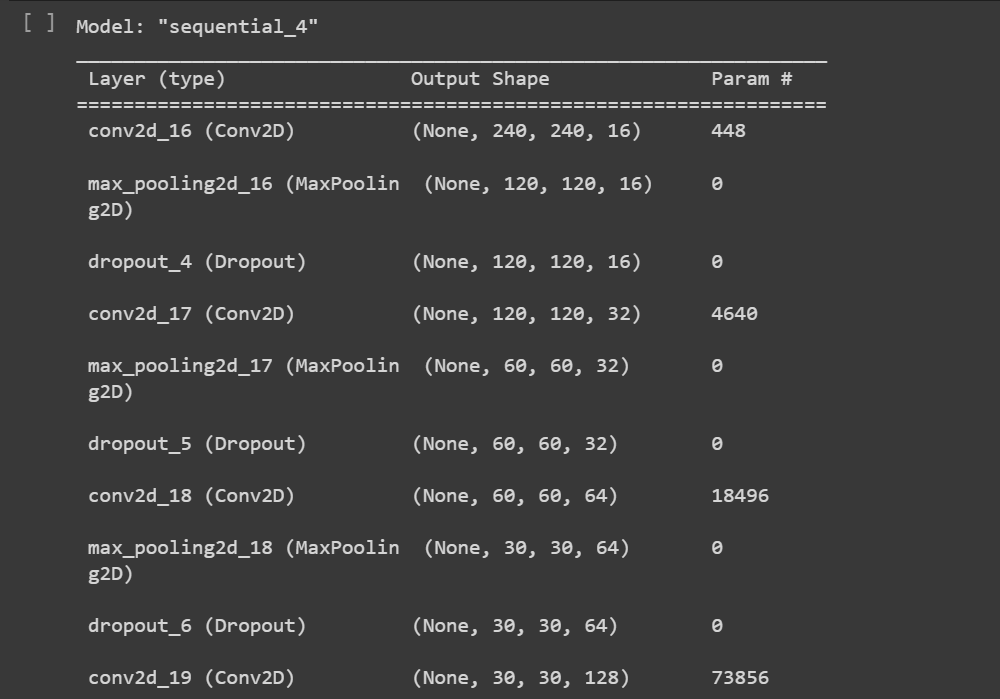 [ ] Model: "sequential_4"
Layer (type) Output Shape Param #
=================================================================
conv2d_16 (Conv2D) (None, 240, 240, 16) 448
max_pooling2d_16 (MaxPoolin (None, 120, 120, 16) 0
g2D)
dropout_4 (Dropout) (None, 120, 120, 16) 0
conv2d_17 (Conv2D) (None, 120, 120, 32) 4640
max_pooling2d_17 (MaxPoolin (None, 60, 60, 32) 0
g2D)
dropout_5 (Dropout) (None, 60, 60, 32) 0
conv2d_18 (Conv2D) (None, 60, 60, 64) 18496
max_pooling2d_18 (MaxPoolin (None, 30, 30, 64) 0
g2D)
dropout_6 (Dropout) (None, 30, 30, 64) 0
conv2d_19 (Conv2D) (None, 30, 30, 128) 73856